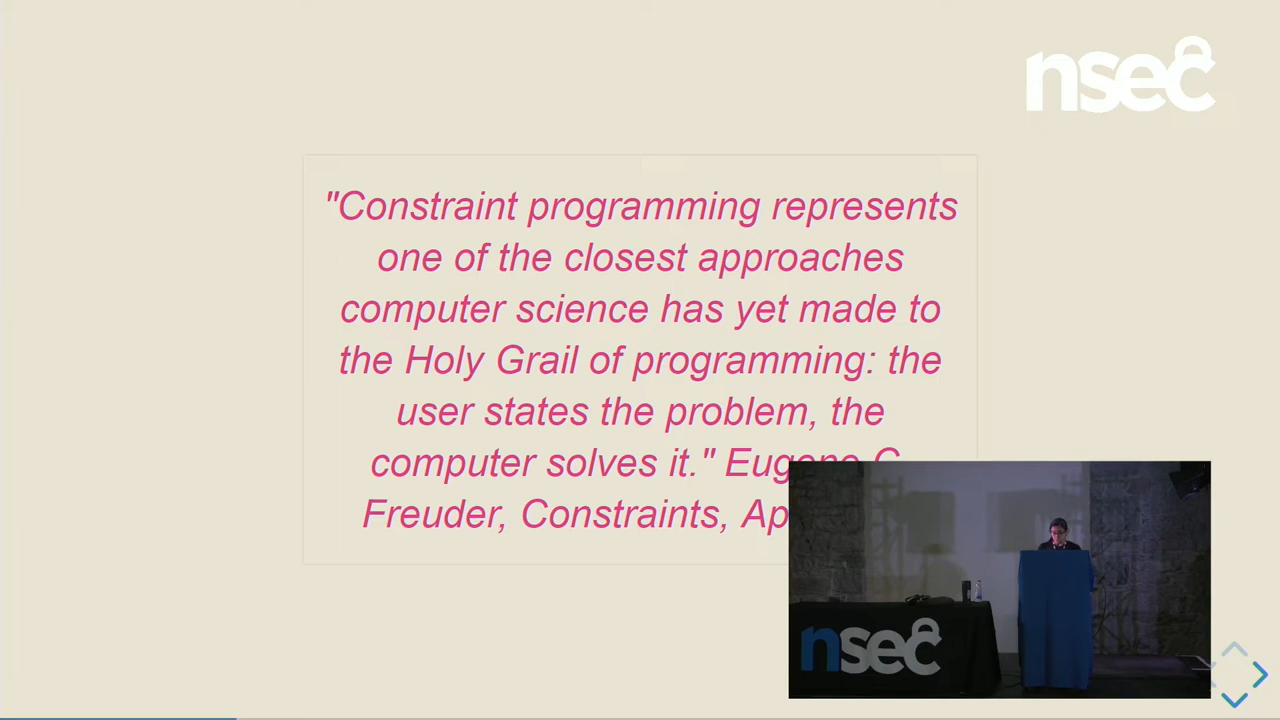 nsec
"Constraint programming represents
one of the closest approaches
computer science has yet made to
the Holy Grail of programming: the
user states the problem, the
computer solves it." Eugene C.
Freuder, Constraints,
nsec